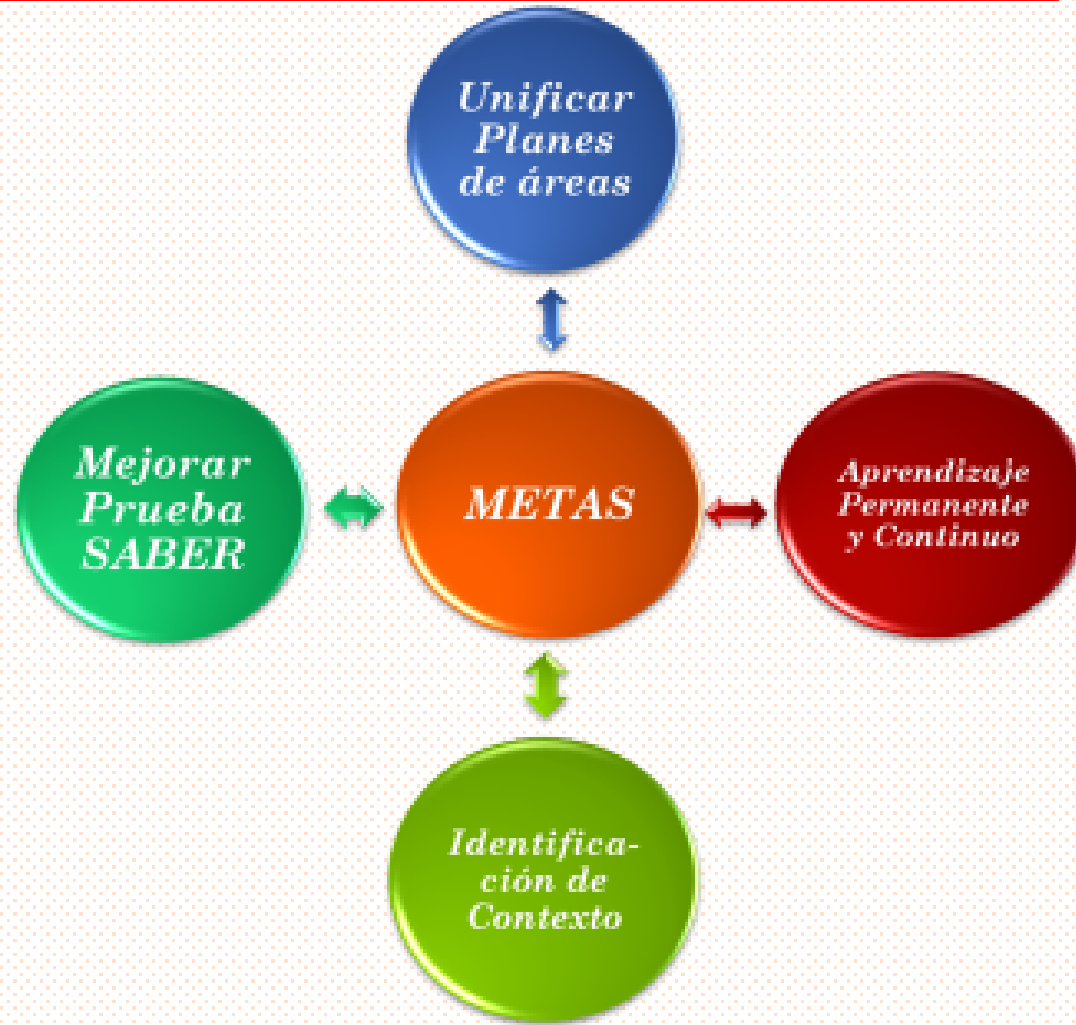 Unificar
Planes
de áreas
Mejorar
Prueba
SABER
METAS
Aprendizaje
Permanente
y Continuo
Identifica-
ción de
Contexto